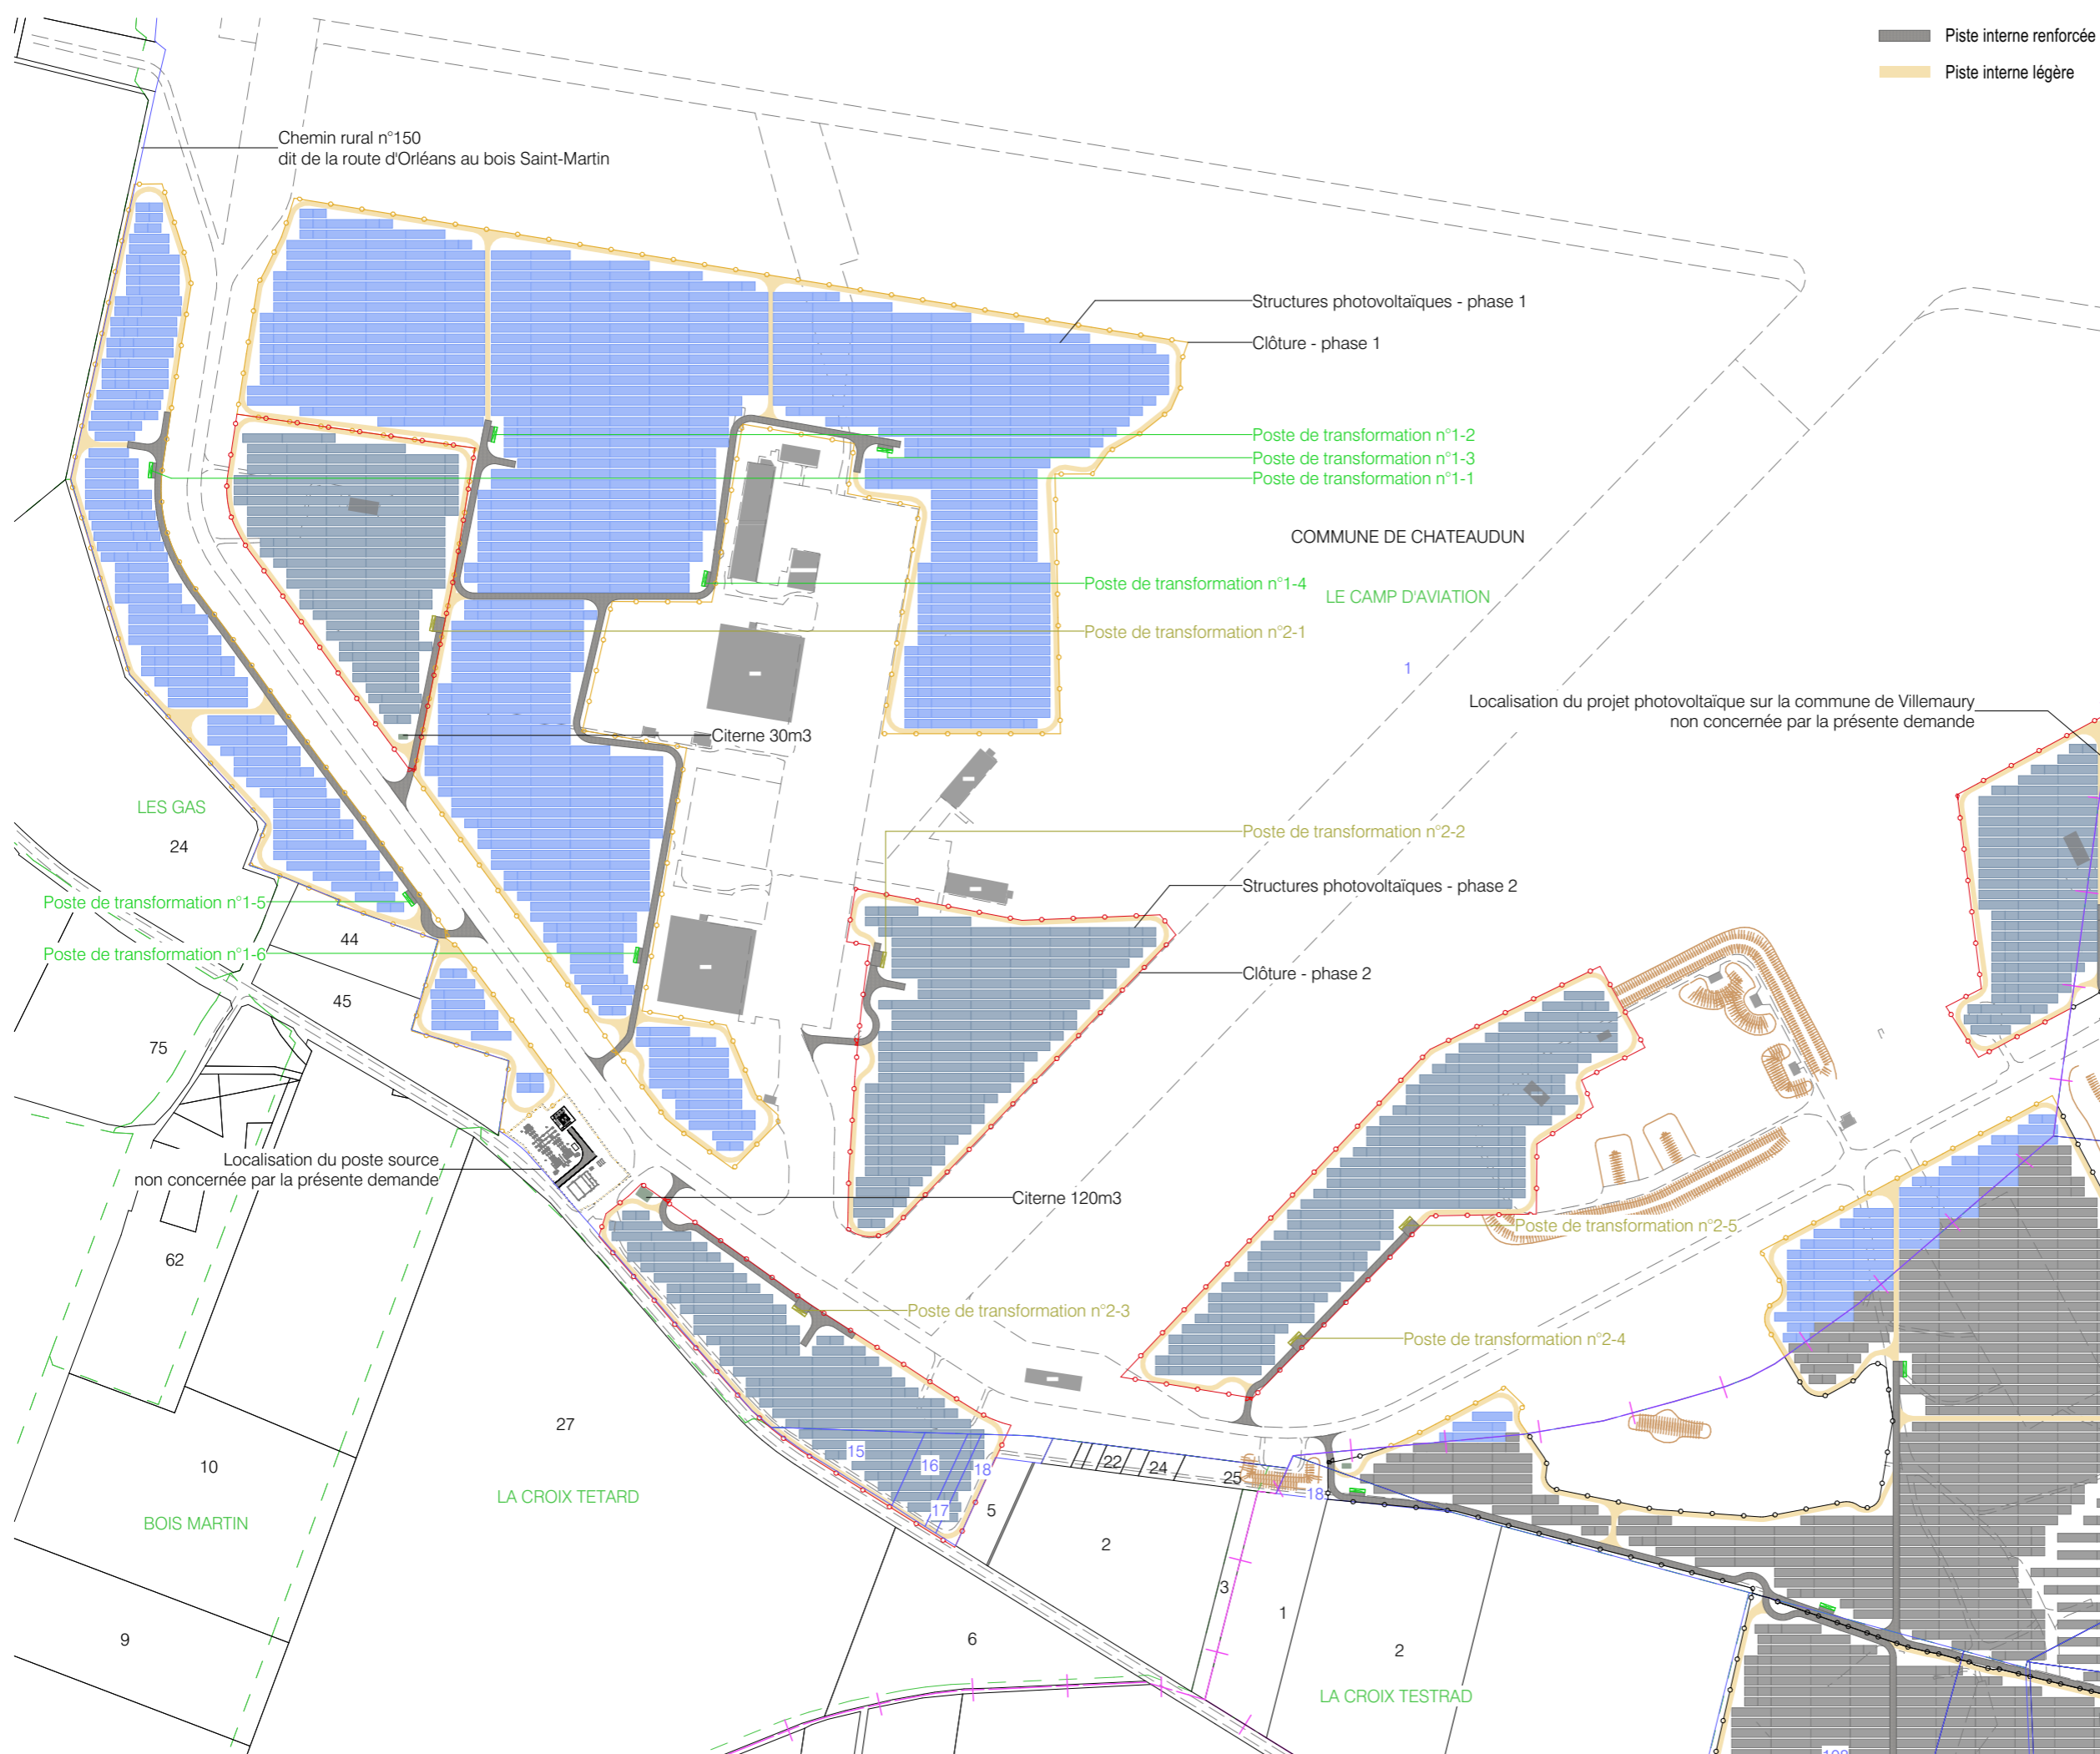 Piste interne renforcée
Piste interne légère
Chemin rural n°150
dit de la route d'Orléans au bois Saint-Martin
Structures photovoltaïques - phase 1
Clôture - phase 1
Poste de transformation n°1-2
Poste de transformation n°1-3
Poste de transformation n°1-1
COMMUNE DE CHATEAUDUN
Poste de transformation n°1-4
LE CAMP D'AVIATION
Poste de transformation n°2-1
1
Localisation du projet photovoltaïque sur la commune de Villemaury
non concernée par la présente demande
Citerne 30m3
LES GAS
24
Poste de transformation n°2-2
Structures photovoltaïques - phase 2
Poste de transformation n°1-5
44
Poste de transformation n°1-6
Clôture - phase 2
45
75
Localisation du poste source
non concernée par la présente demande
Citerne 120m3
Poste de transformation n°2-5
62
Poste de transformation n°2-3
Poste de transformation n°2-4
27
15
16
18
22
24
25
10
17
18
5
LA CROIX TETARD
BOIS MARTIN
2
3
1
9
6
2
LA CROIX TESTRAD